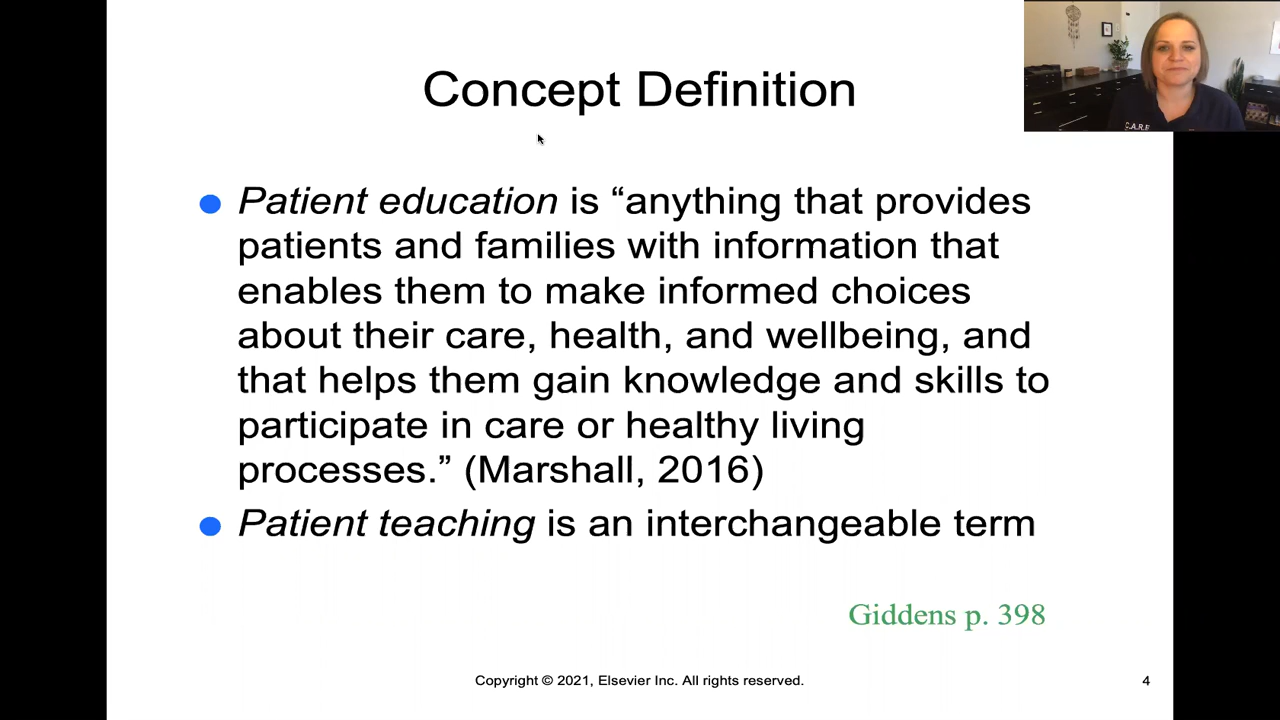 Concept Definition
C.A.R.E
Patient education is “anything that provides
patients and families with information that
enables them to make informed choices
about their care, health, and wellbeing, and
that helps them gain knowledge and skills to
participate in care or healthy living
processes.” (Marshall, 2016)
Patient teaching is an interchangeable term
Giddens p. 398
Copyright © 2021, Elsevier Inc. All rights reserved.
4